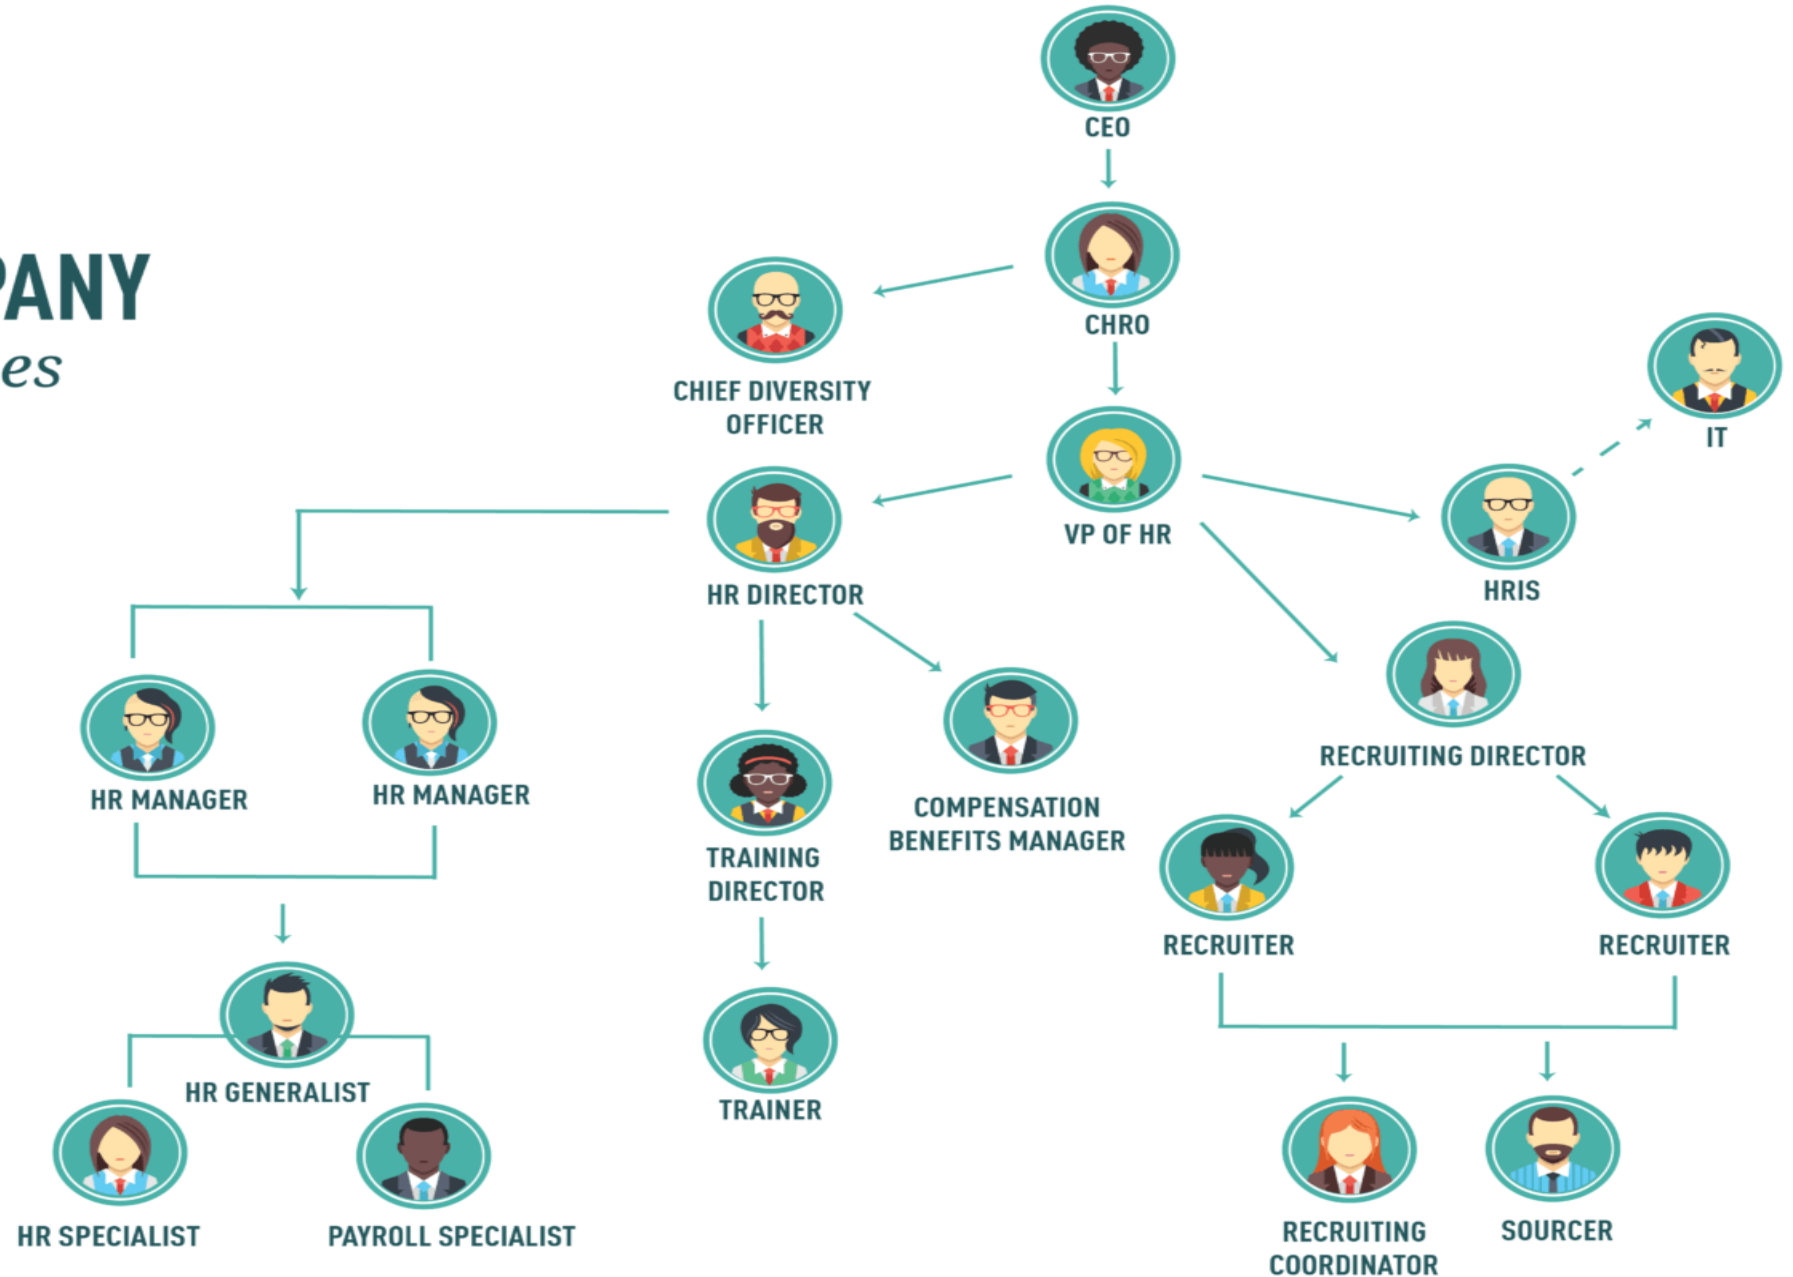 CEO
PANY
es
CHRO
CHIEF DIVERSITY
OFFICER
IT
VP OF HR
HR DIRECTOR
HRIS
RECRUITING DIRECTOR
HR MANAGER
HR MANAGER
COMPENSATION
BENEFITS MANAGER
TRAINING
DIRECTOR
RECRUITER
RECRUITER
HR GENERALIST
TRAINER
HR SPECIALIST
PAYROLL SPECIALIST
RECRUITING
COORDINATOR
SOURCER